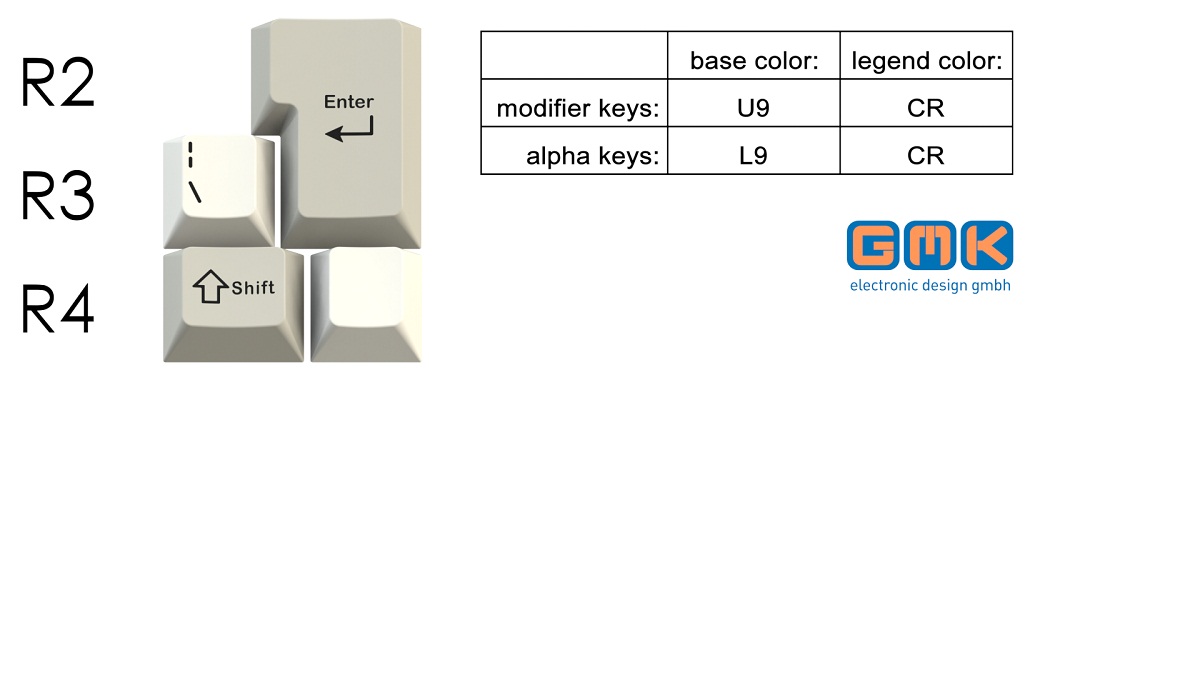 R2
R3
R4
Enter
¦
\
Shift
base color: legend color:
modifier keys: U9 CR
alpha keys: L9 CR
GMK
electronic design gmbh